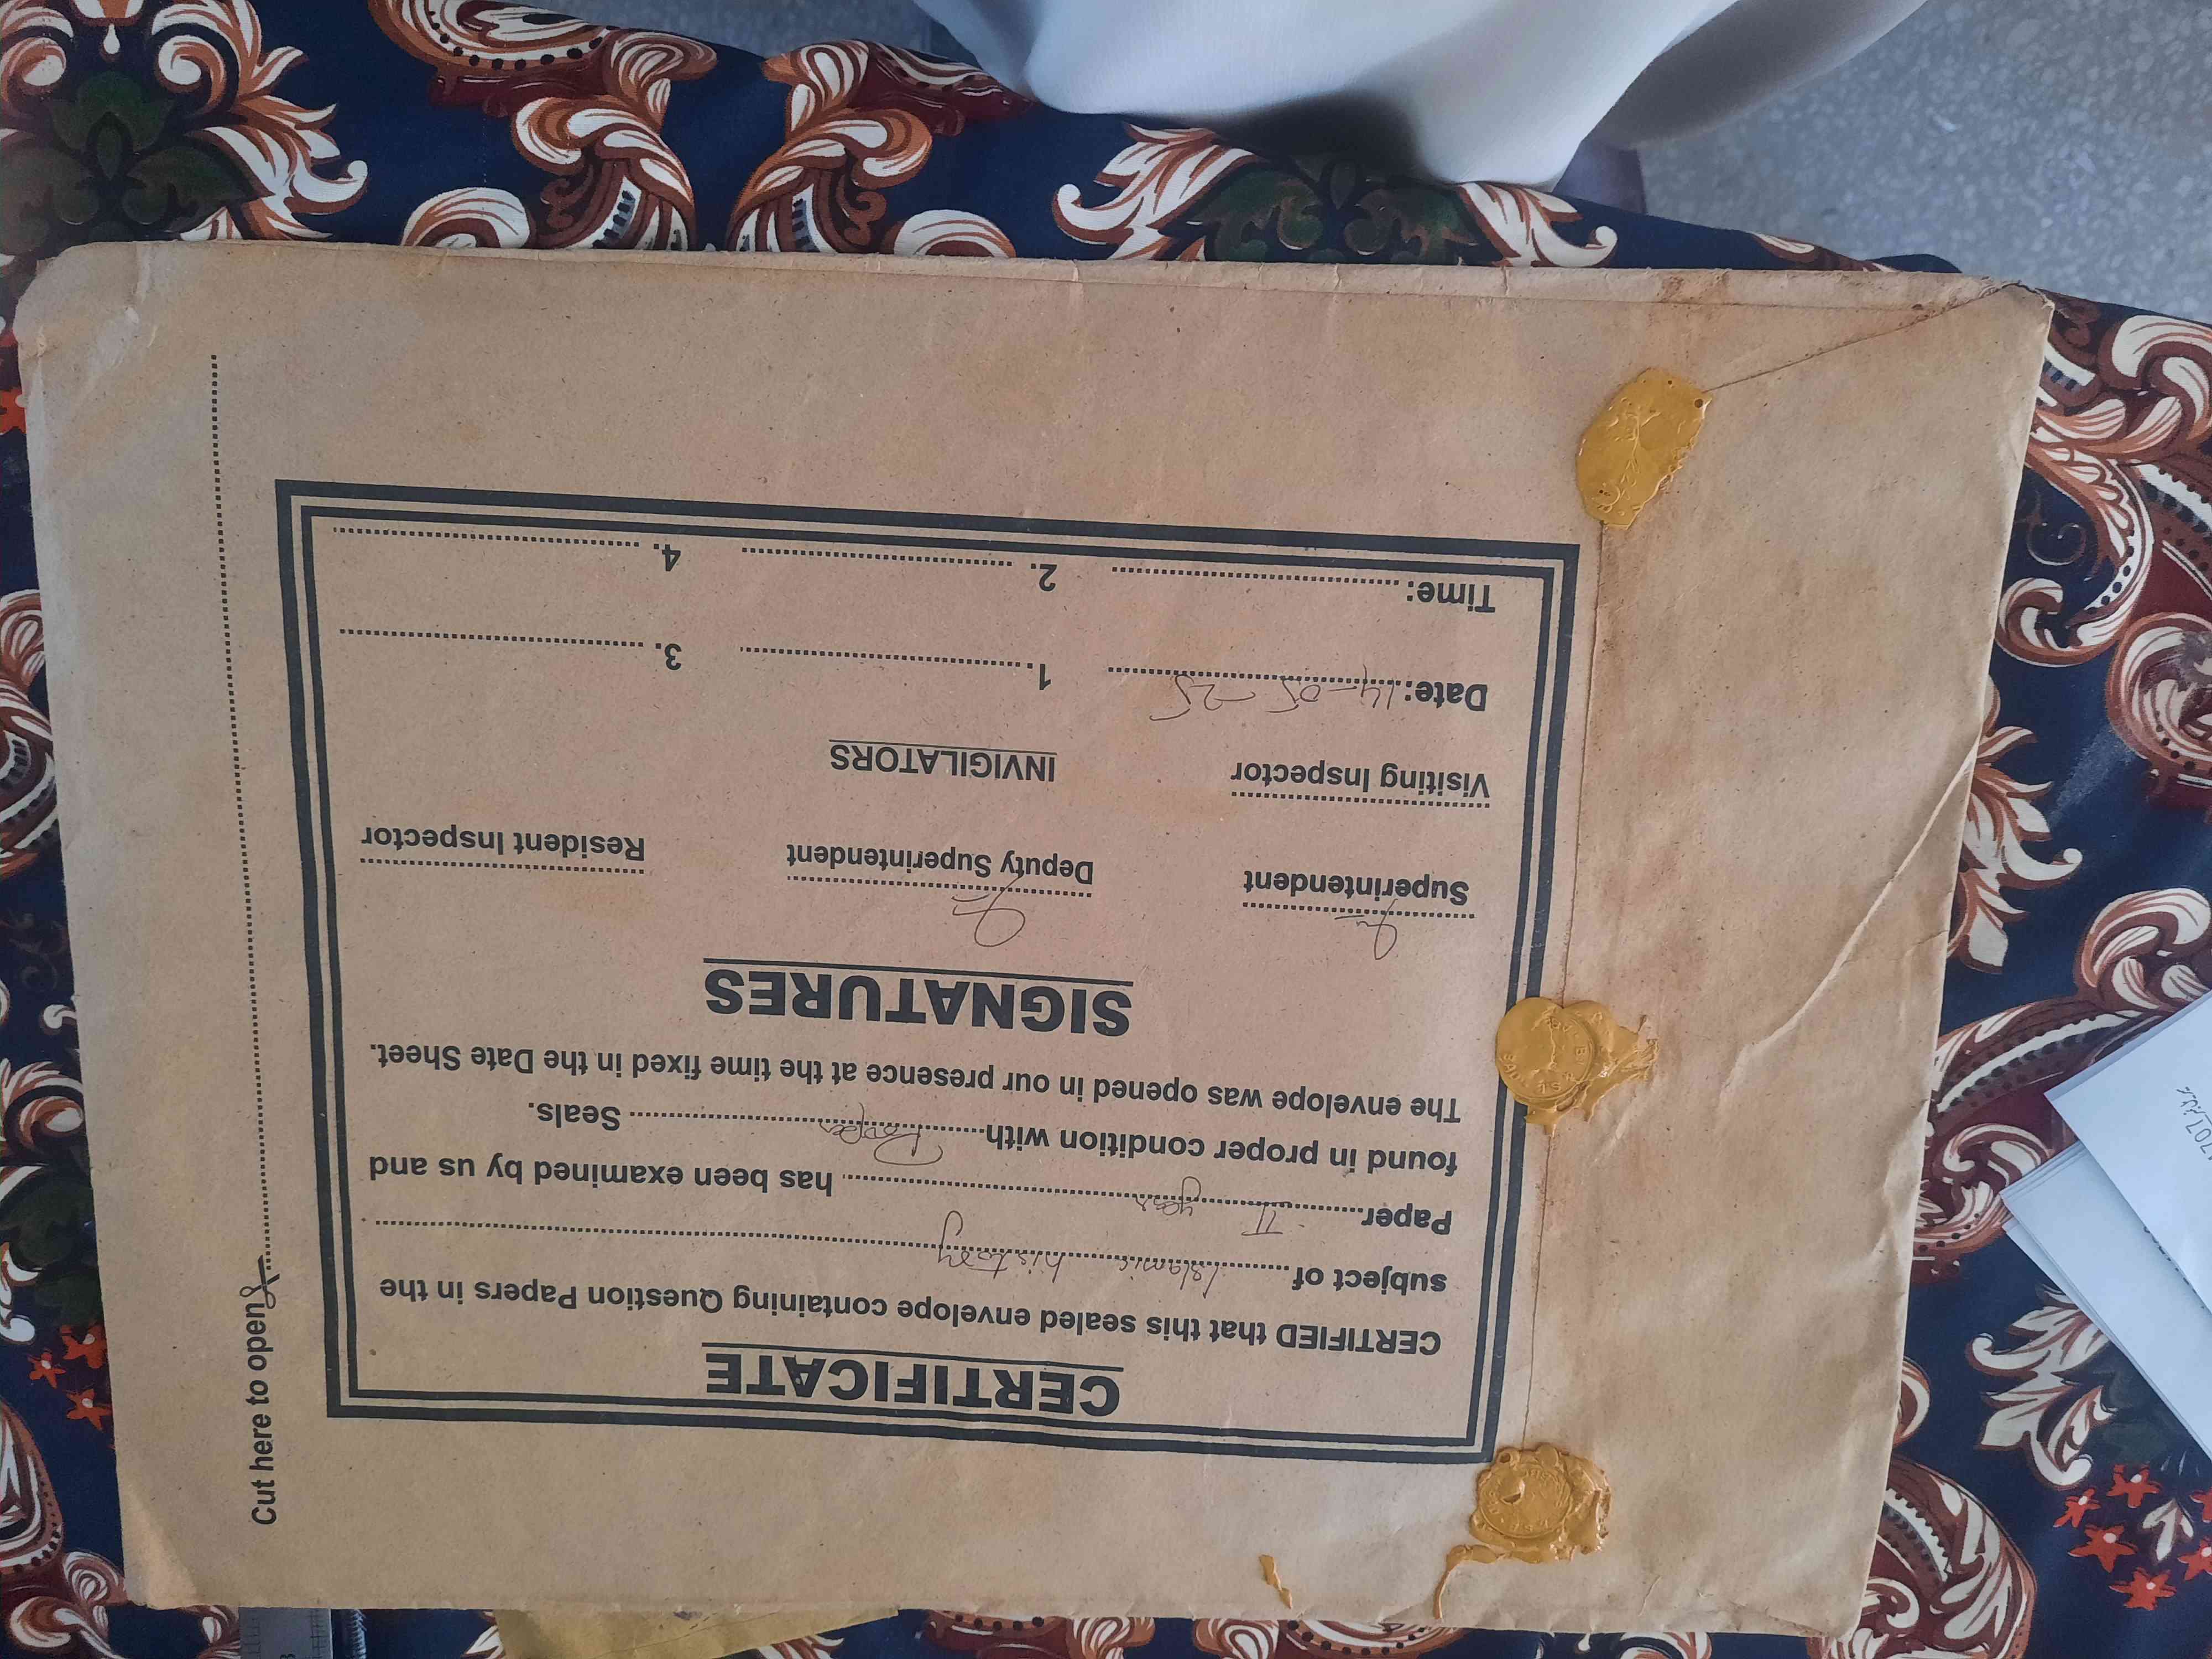 CERTIFICATE
CERTIFIED that this sealed envelope containing Question Papers in the
subject of Islamic history
Paper II year has been examined by us and
found in proper condition with Proper Seals.
The envelope was opened in our presence at the time fixed in the Date Sheet.
SIGNATURES
Superintendent Deputy Superintendent Resident Inspector
Visiting Inspector INVIGILATORS
Date: 14-05-25 1. 3.
Time: 2. 4.
Cut here to open